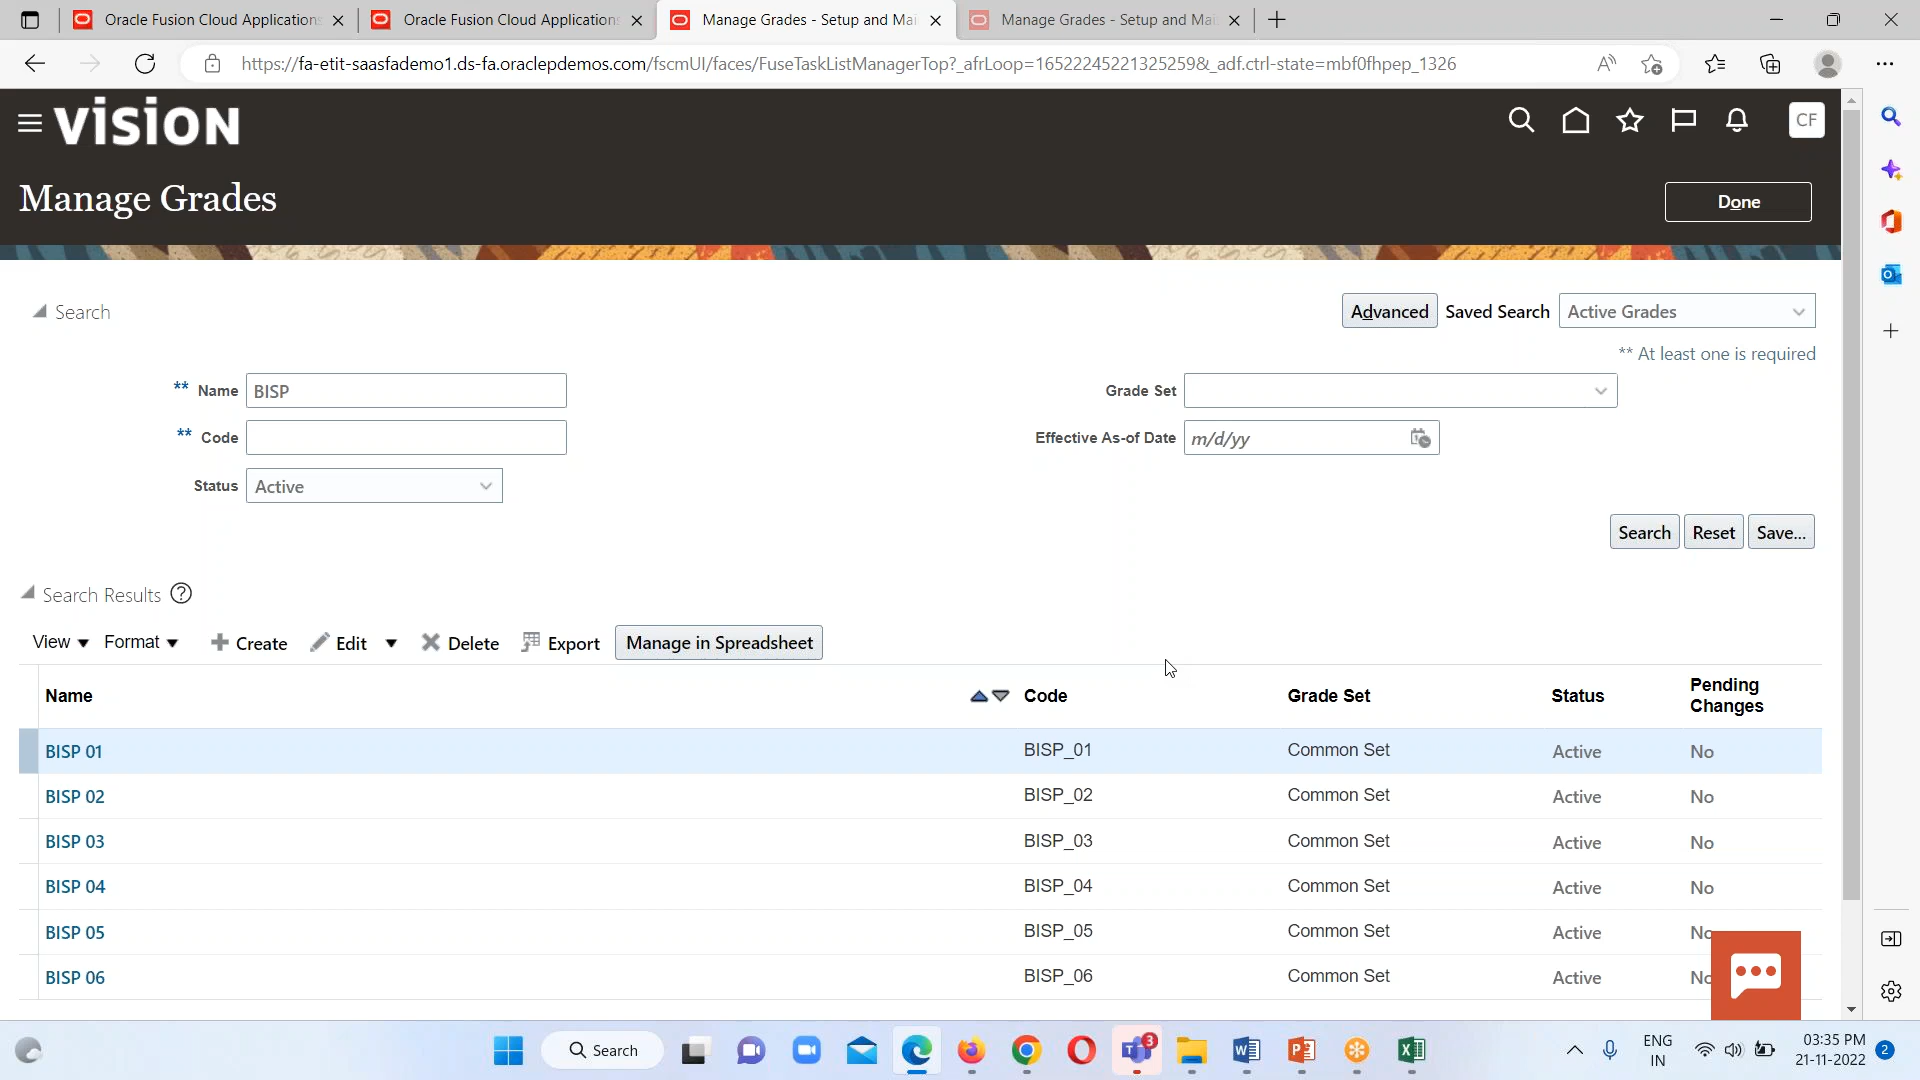 Oracle Fusion Cloud Applications
Oracle Fusion Cloud Applications
Manage Grades - Setup and Mai
Manage Grades - Setup and Mai
https://fa-etit-saasfademo1.ds-fa.oraclepdemos.com/fscmUI/faces/FuseTaskListManagerTop?_afrLoop=16522245221325259&_adf.ctrl-state=mbf0fhpep_1326
vision
CF
Manage Grades
Done
Search
Advanced Saved Search Active Grades
** At least one is required
** Name BISP
Grade Set
** Code
Effective As-of Date m/d/yy
Status Active
Search Reset Save...
Search Results ?
View Format Create Edit Delete Export Manage in Spreadsheet
Name Code Grade Set Status Pending Changes
BISP 01 BISP_01 Common Set Active No
BISP 02 BISP_02 Common Set Active No
BISP 03 BISP_03 Common Set Active No
BISP 04 BISP_04 Common Set Active No
BISP 05 BISP_05 Common Set Active No
BISP 06 BISP_06 Common Set Active No
Search
3
ENG
IN
03:35 PM
21-11-2022
2